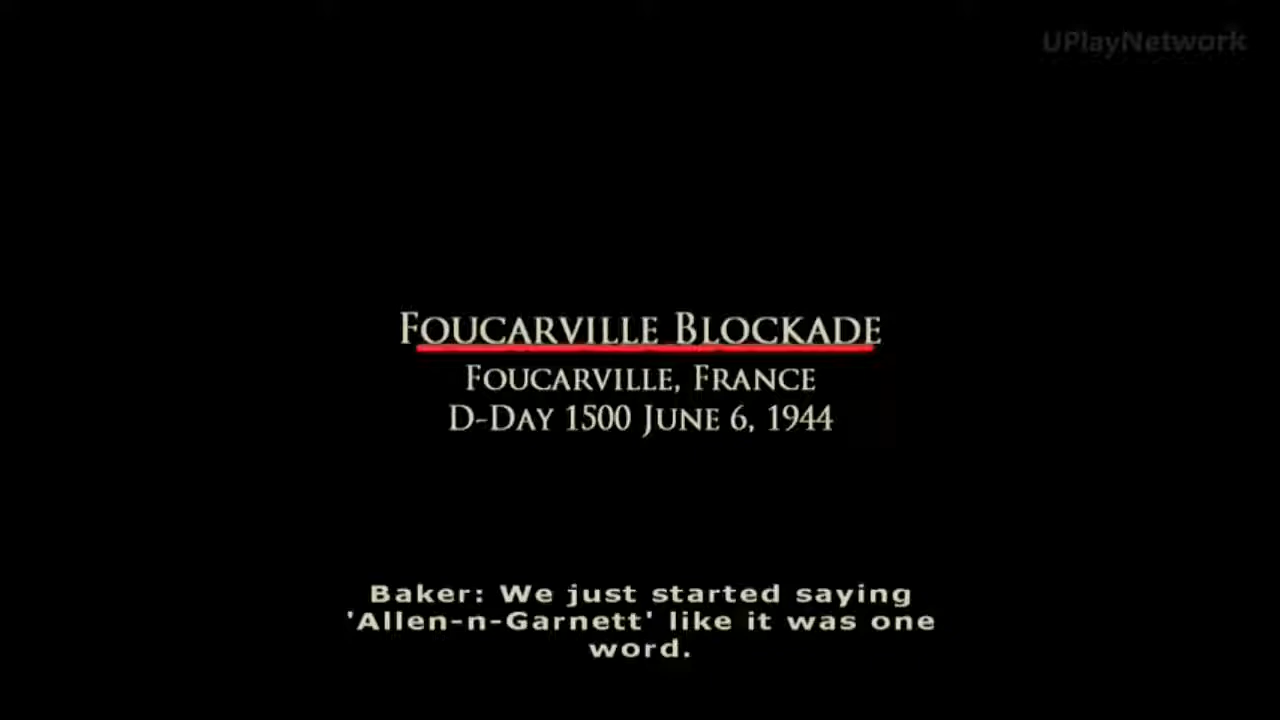 UPlayNetwork
Foucarville Blockade
Foucarville, France
D-Day 1500 June 6, 1944
Baker: We just started saying
'Allen-n-Garnett' like it was one
word.